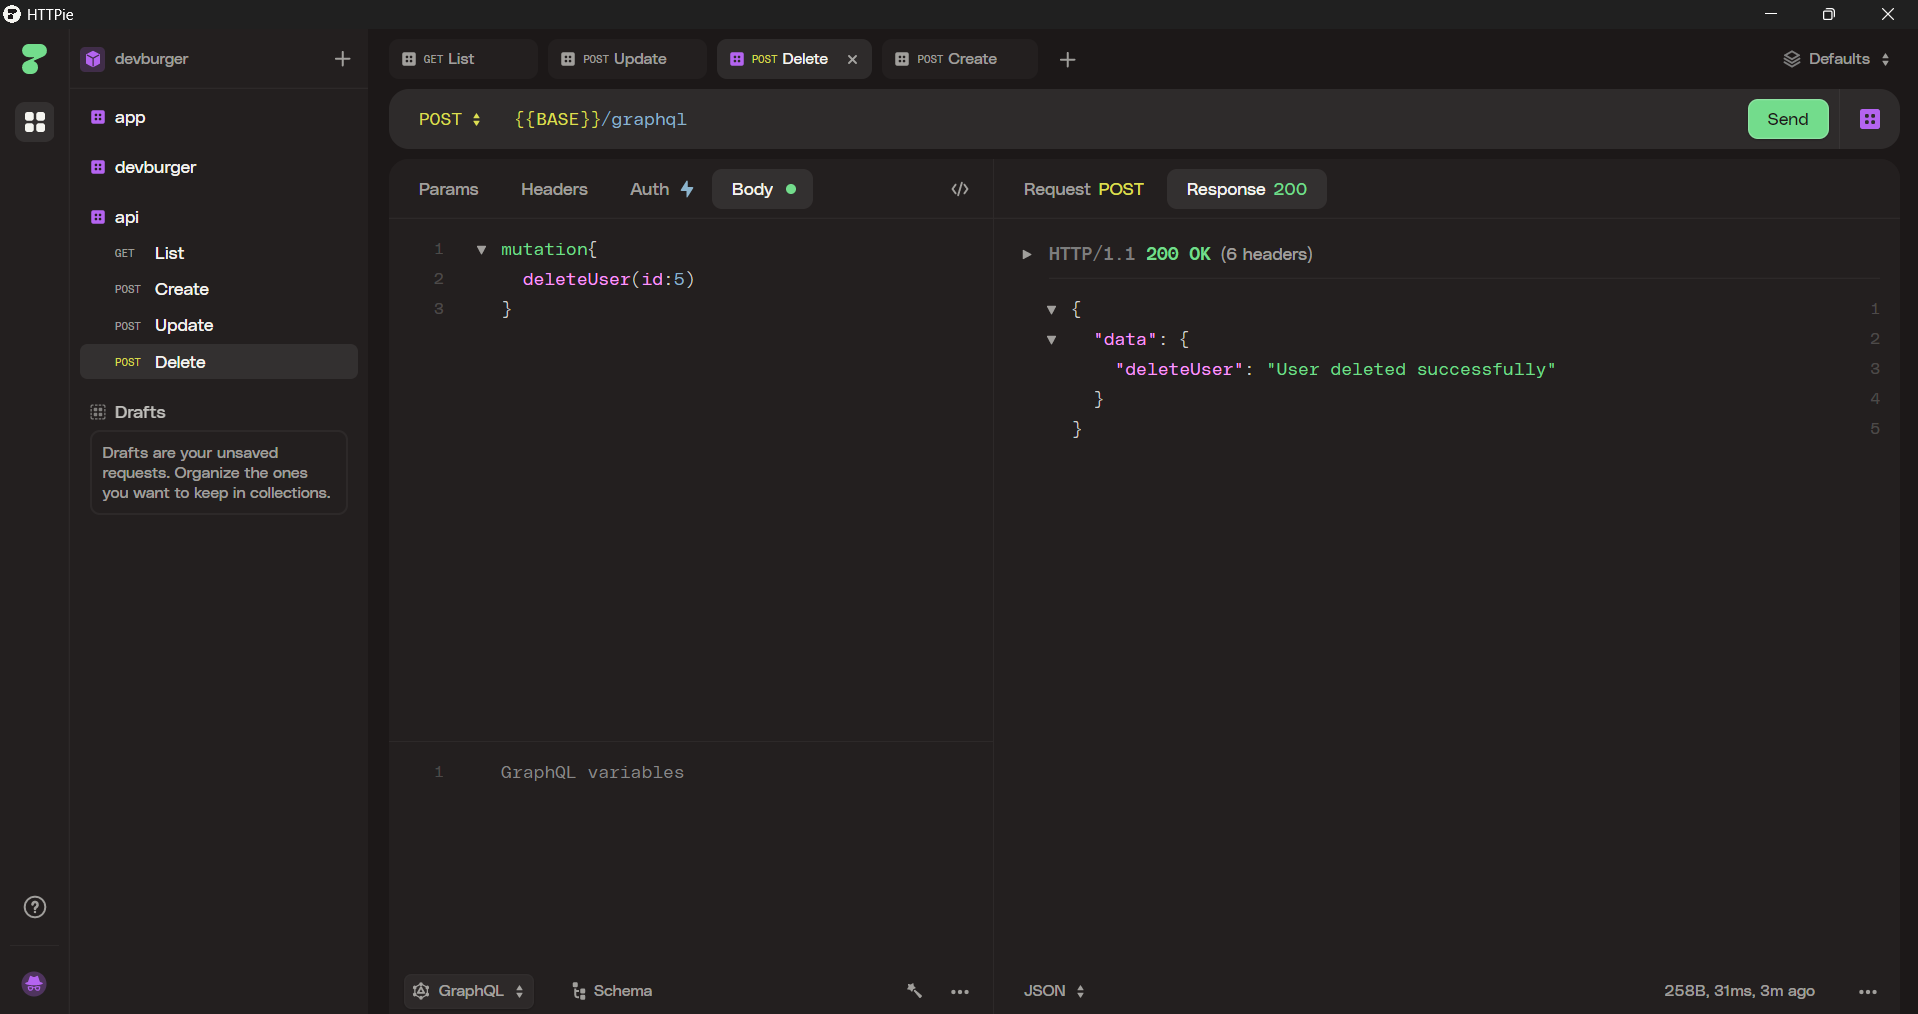 HTTPie
devburger
app
devburger
api
GET List
POST Create
POST Update
POST Delete
Drafts
Drafts are your unsaved
requests. Organize the ones
you want to keep in collections.
GET List
POST Update
POST Delete
POST Create
Defaults
POST {{BASE}}/graphql
Send
Params Headers Auth Body
1 mutation{
2 deleteUser(id:5)
3 }
1 GraphQL variables
GraphQL Schema
Request POST Response 200
HTTP/1.1 200 OK (6 headers)
{ 1
"data": { 2
"deleteUser": "User deleted successfully" 3
} 4
} 5
JSON 258B, 31ms, 3m ago